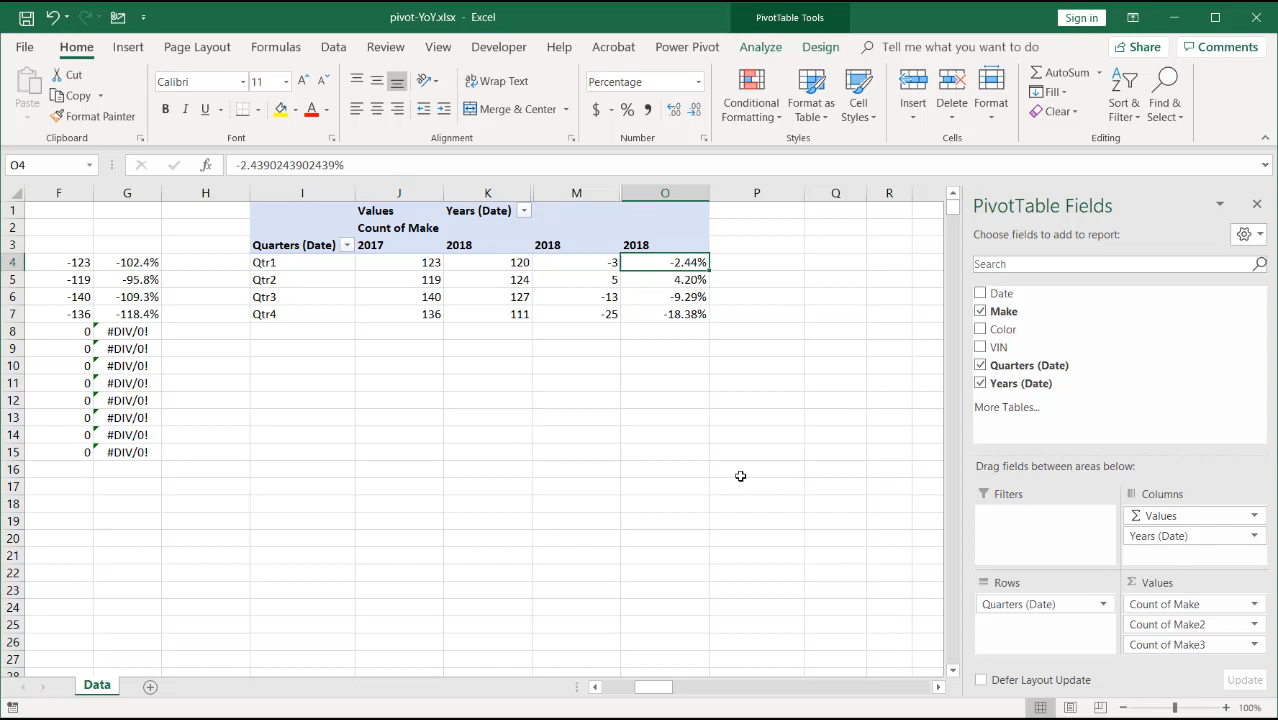 pivot-YoY.xlsx - Excel
PivotTable Tools
Sign in
File Home Insert Page Layout Formulas Data Review View Developer Help Acrobat Power Pivot Analyze Design Tell me what you want to do Share Comments
Paste
Cut
Copy
Format Painter
Clipboard
Calibri 11
B I U
Font
Wrap Text
Merge & Center
Alignment
Percentage
$ % ,
Number
Conditional Formatting
Format as Table
Cell Styles
Styles
Insert
Delete
Format
Cells
AutoSum
Fill
Clear
Sort & Filter
Find & Select
Editing
O4 fx -2.4390243902439%
F G H I J K M O P Q R
1 Values Years (Date)
2 Count of Make
3 Quarters (Date) 2017 2018 2018 2018
4 -123 -102.4% Qtr1 123 120 -3 -2.44%
5 -119 -95.8% Qtr2 119 124 5 4.20%
6 -140 -109.3% Qtr3 140 127 -13 -9.29%
7 -136 -118.4% Qtr4 136 111 -25 -18.38%
8 0 #DIV/0!
9 0 #DIV/0!
10 0 #DIV/0!
11 0 #DIV/0!
12 0 #DIV/0!
13 0 #DIV/0!
14 0 #DIV/0!
15 0 #DIV/0!
16
17
18
19
20
21
22
23
24
25
26
27
28
PivotTable Fields
Choose fields to add to report:
Search
Date
Make
Color
VIN
Quarters (Date)
Years (Date)
More Tables...
Drag fields between areas below:
Filters
Columns
Σ Values
Years (Date)
Rows
Quarters (Date)
Σ Values
Count of Make
Count of Make2
Count of Make3
Defer Layout Update
Update
Data
100%